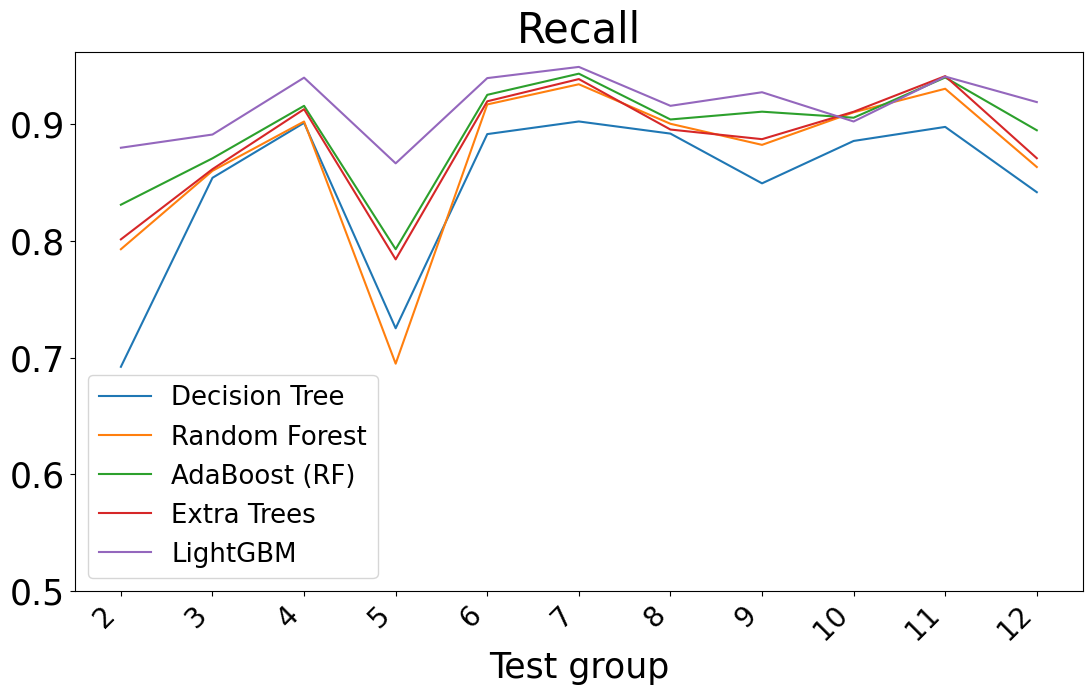 Recall
0.9
0.8
0.7
0.6
0.5
Decision Tree
Random Forest
AdaBoost (RF)
Extra Trees
LightGBM
2 3 4 5 6 7 8 9 10 11 12
Test group